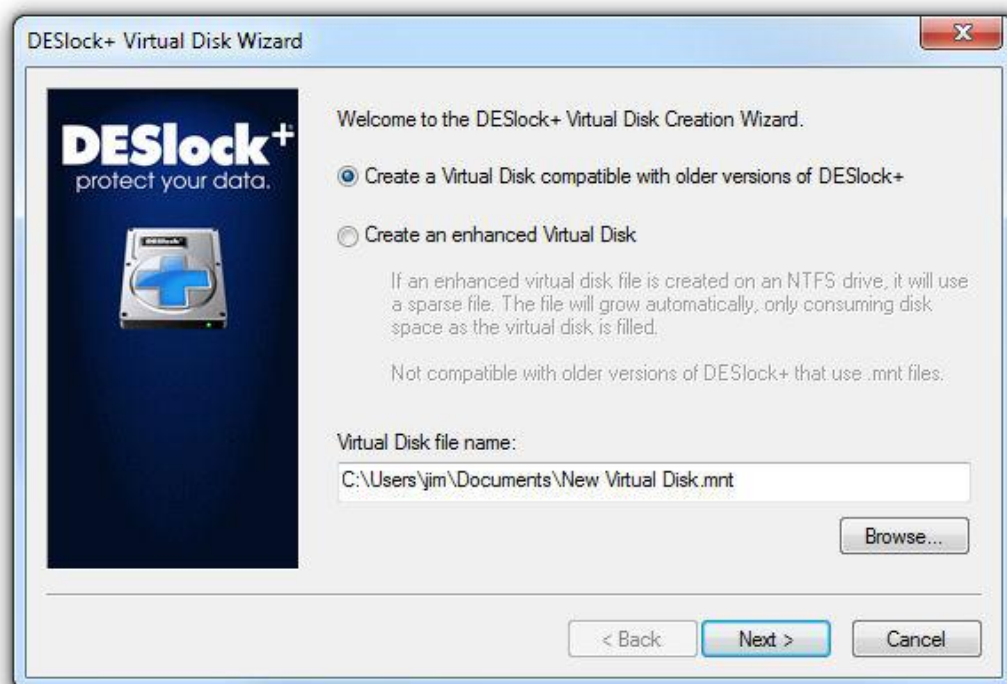 DESlock+ Virtual Disk Wizard
DESlock+
protect your data.
DESlock+
Welcome to the DESlock+ Virtual Disk Creation Wizard.
Create a Virtual Disk compatible with older versions of DESlock+
Create an enhanced Virtual Disk
If an enhanced virtual disk file is created on an NTFS drive, it will use
a sparse file. The file will grow automatically, only consuming disk
space as the virtual disk is filled.
Not compatible with older versions of DESlock+ that use .mnt files.
Virtual Disk file name:
C:\Users\jim\Documents\New Virtual Disk.mnt
Browse...
< Back
Next >
Cancel